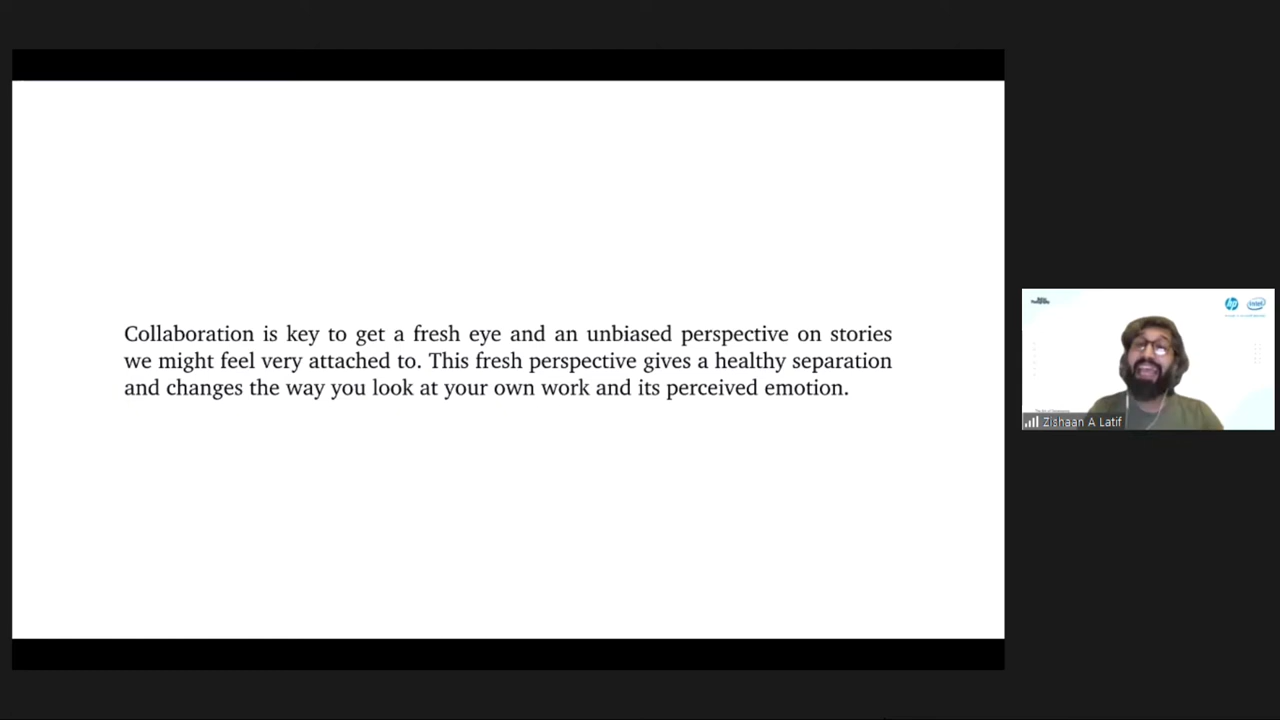 Collaboration is key to get a fresh eye and an unbiased perspective on stories
we might feel very attached to. This fresh perspective gives a healthy separation
and changes the way you look at your own work and its perceived emotion.
hp
intel
Zishaan A Latif